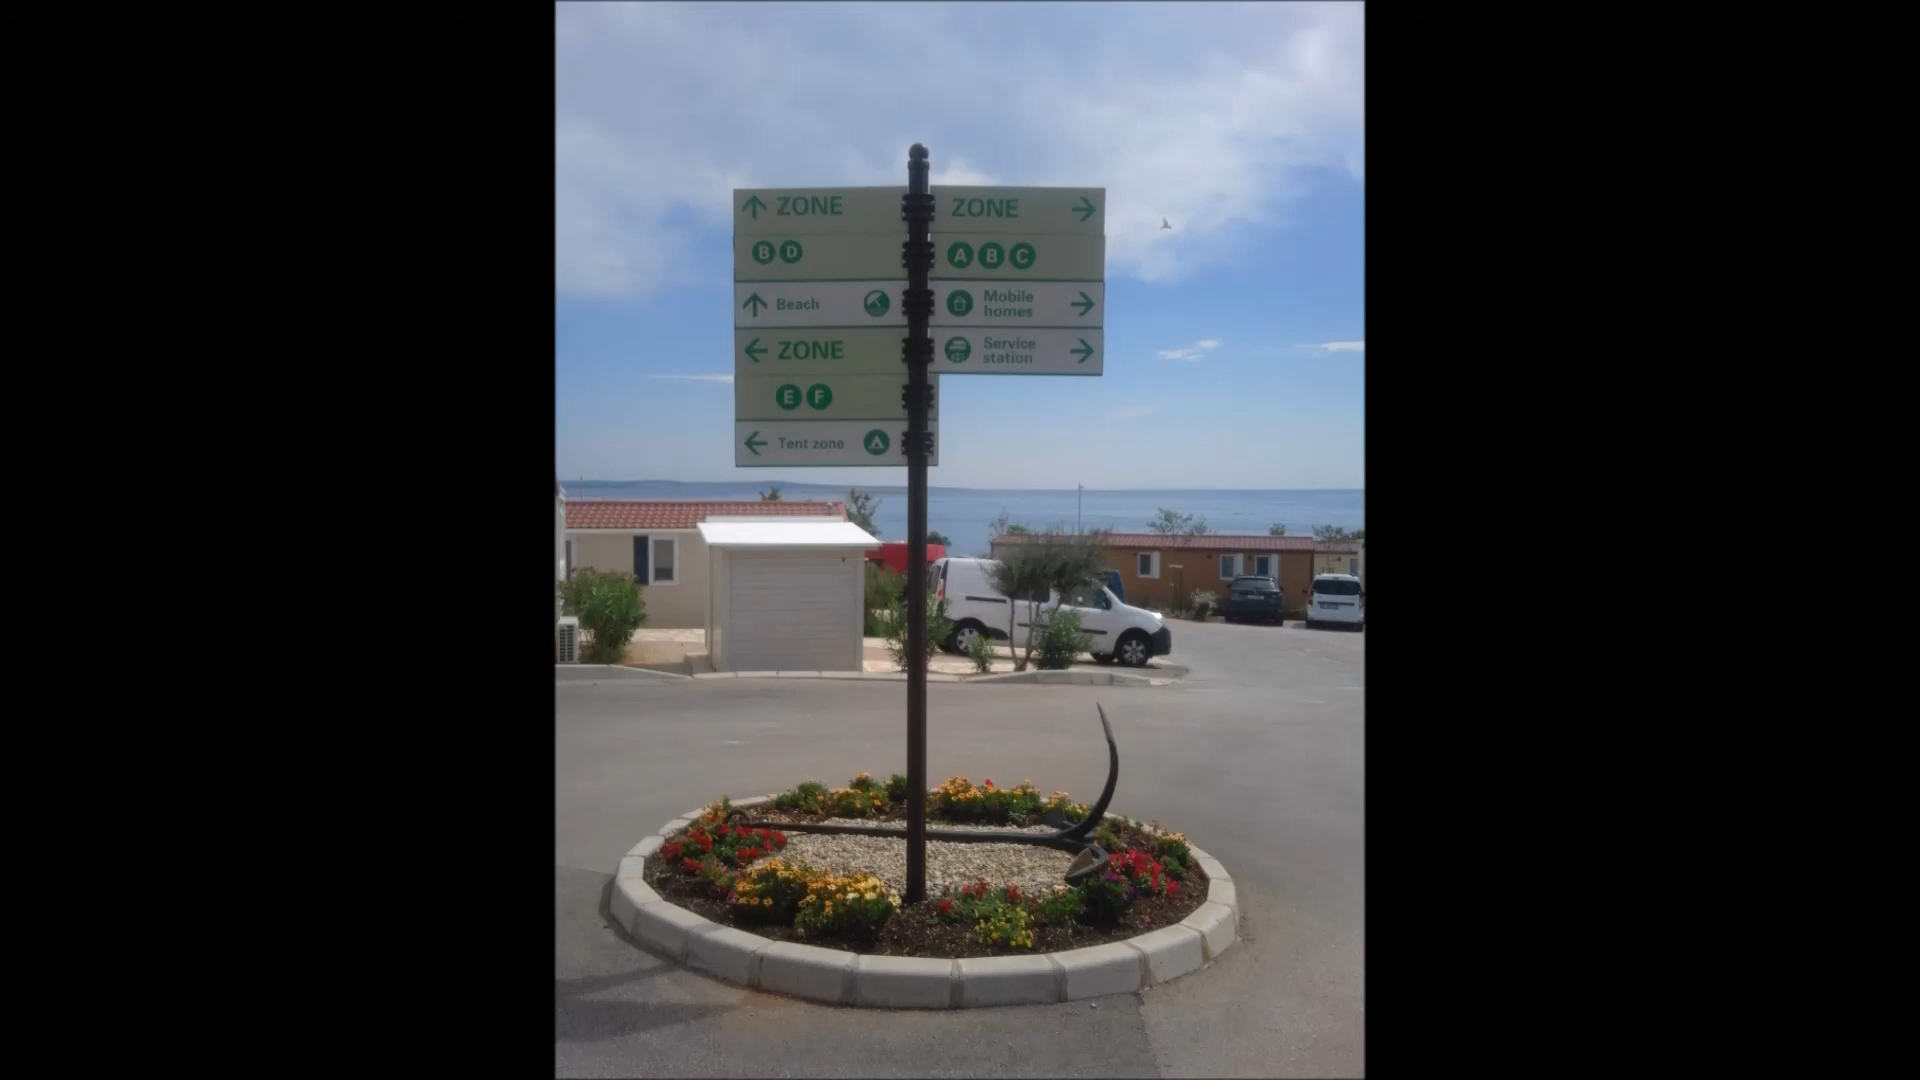 ZONE
B D
Beach
ZONE
E F
Tent zone
ZONE
A B C
Mobile
homes
Service
station